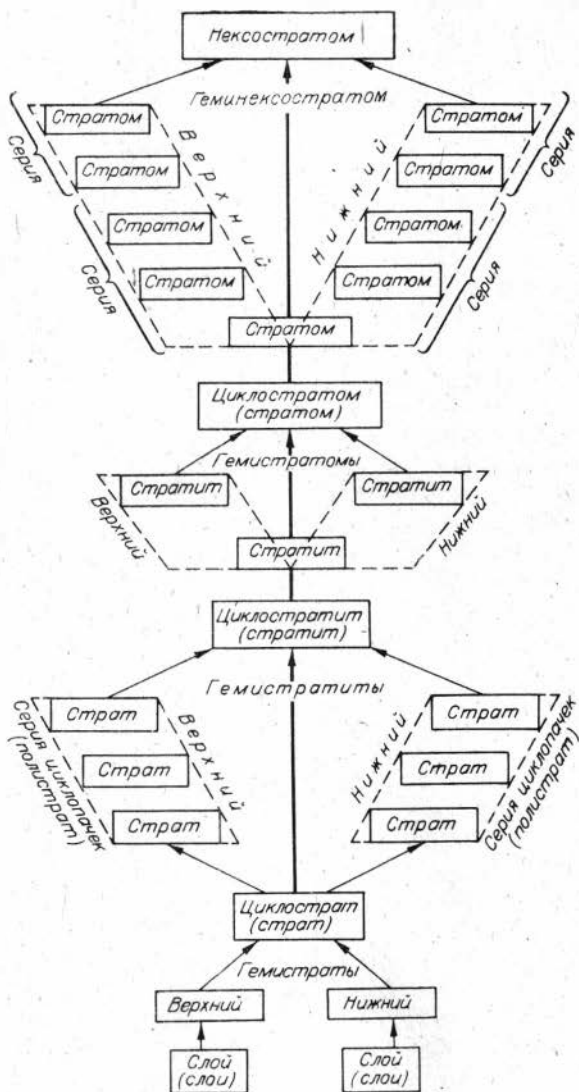 Нексостратом
Геминексостратом
Стратом
Стратом
Серия
Верхний
Нижний
Серия
Стратом
Стратом
Стратом
Стратом
Серия
Серия
Стратом
Стратом
Стратом
Циклостратом
(стратом)
Гемистратомы
Стратит
Стратит
Верхний
Нижний
Стратит
Циклостратит
(стратит)
Гемистратиты
Страт
Страт
Серия циклопачек
(полистрат)
Верхний
Нижний
Серия циклопачек
(полистрат)
Страт
Страт
Страт
Страт
Циклострат
(страт)
Гемистраты
Верхний
Нижний
Слой
(слои)
Слой
(слои)